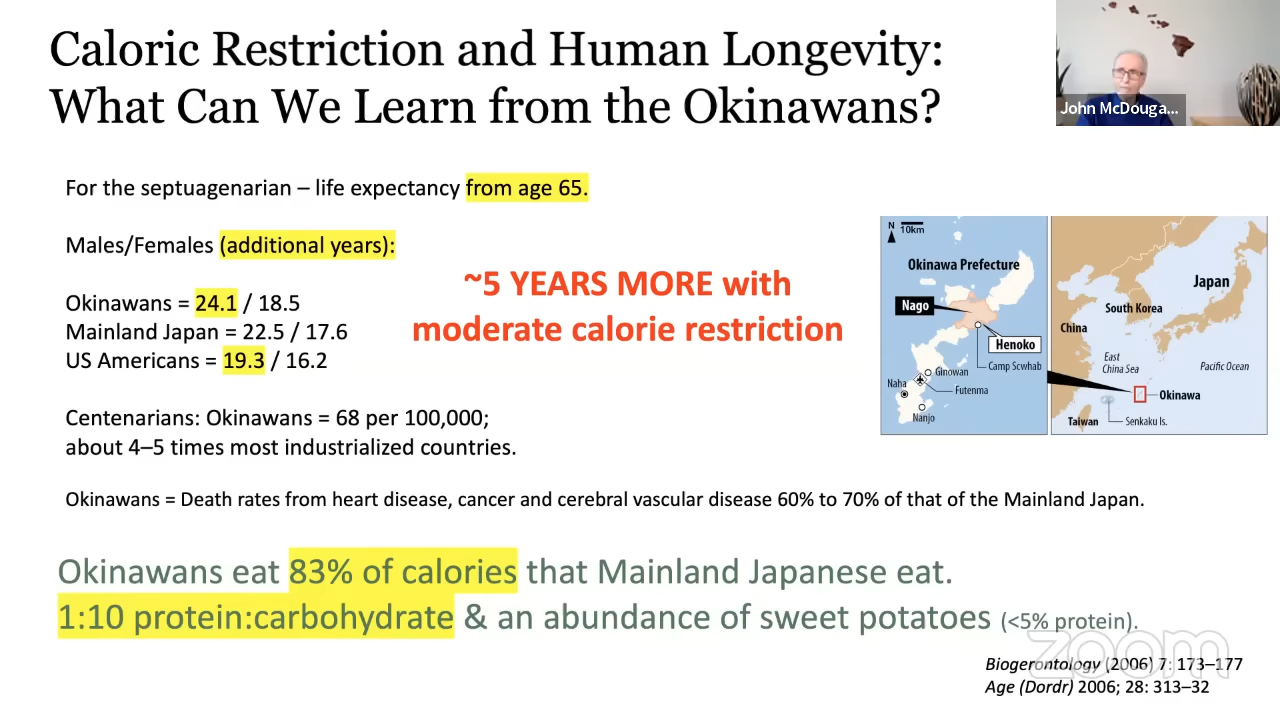 Caloric Restriction and Human Longevity:
What Can We Learn from the Okinawans?
John McDouga...
For the septuagenarian – life expectancy from age 65.
Males/Females (additional years):
Okinawans = 24.1 / 18.5
Mainland Japan = 22.5 / 17.6
US Americans = 19.3 / 16.2
~5 YEARS MORE with
moderate calorie restriction
Centenarians: Okinawans = 68 per 100,000;
about 4–5 times most industrialized countries.
N
10km
Okinawa Prefecture
Nago
Henoko
Camp Scwhab
Ginowan
Naha
Futenma
Nanjo
Japan
South Korea
China
East
China Sea
Pacific Ocean
Okinawa
Taiwan
Senkaku Is.
Okinawans = Death rates from heart disease, cancer and cerebral vascular disease 60% to 70% of that of the Mainland Japan.
Okinawans eat 83% of calories that Mainland Japanese eat.
1:10 protein:carbohydrate & an abundance of sweet potatoes (<5% protein).
zoom
Biogerontology (2006) 7: 173–177
Age (Dordr) 2006; 28: 313–32